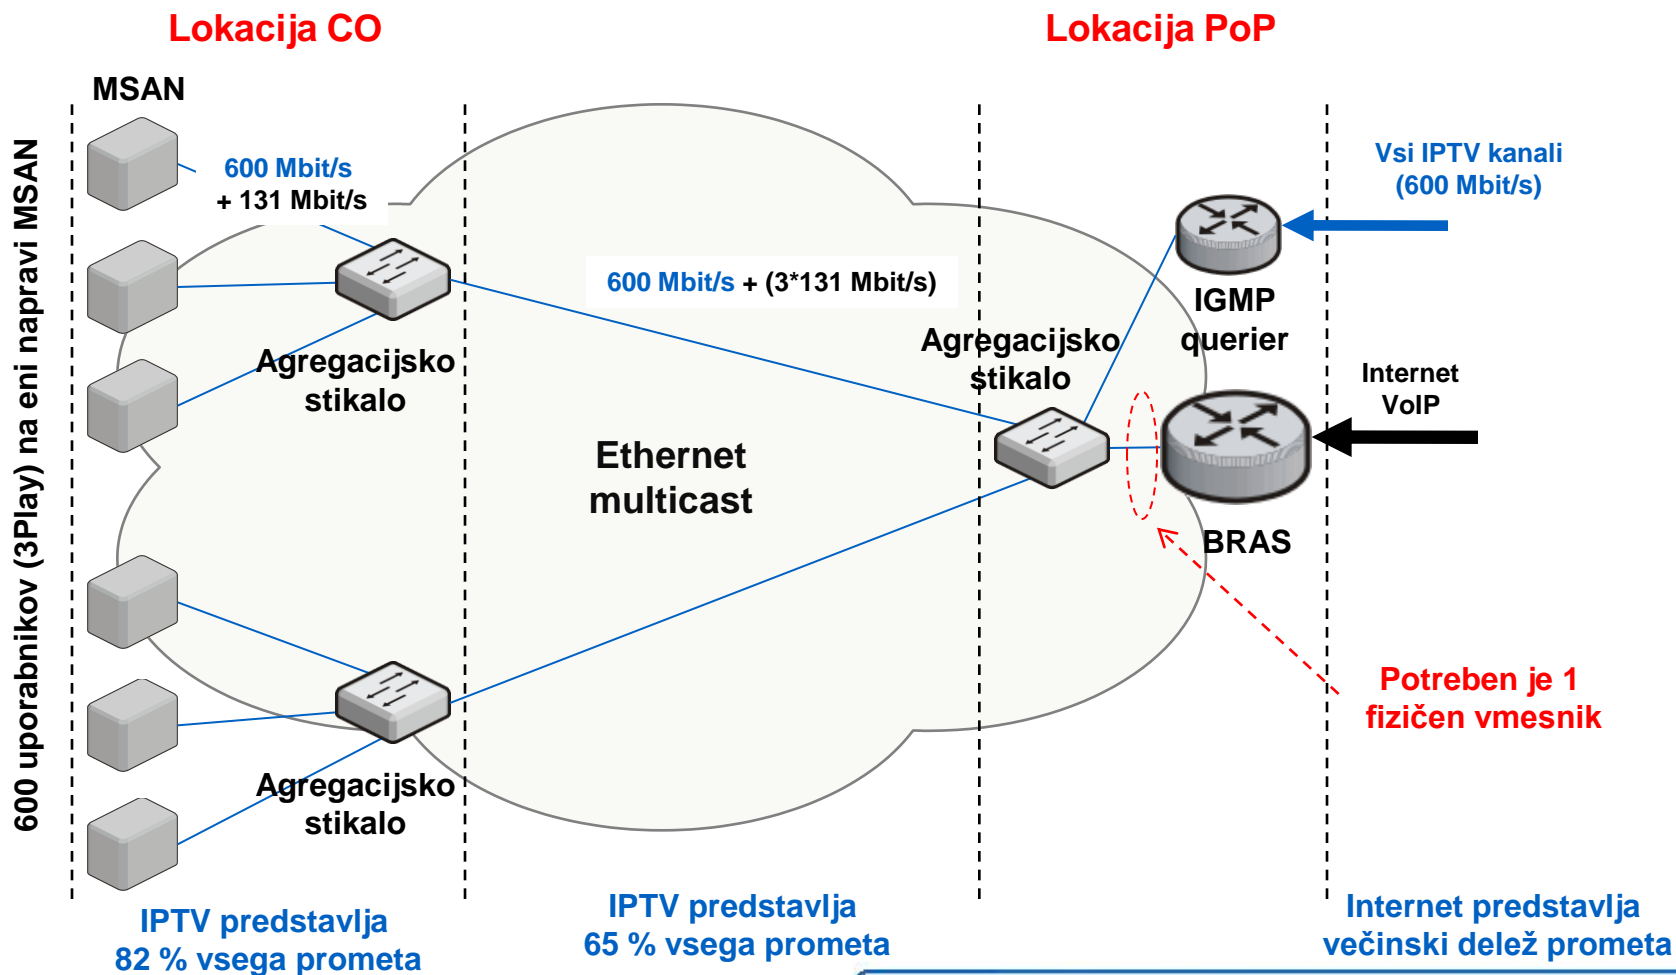 Lokacija CO
Lokacija PoP
MSAN
600 uporabnikov (3Play) na eni napravi MSAN
600 Mbit/s
+ 131 Mbit/s
Vsi IPTV kanali
(600 Mbit/s)
600 Mbit/s + (3*131 Mbit/s)
IGMP
querier
Agregacijsko
stikalo
Agregacijsko
stikalo
Internet
VoIP
Ethernet
multicast
BRAS
Potreben je 1
fizičen vmesnik
Agregacijsko
stikalo
IPTV predstavlja
82 % vsega prometa
IPTV predstavlja
65 % vsega prometa
Internet predstavlja
večinski delež prometa